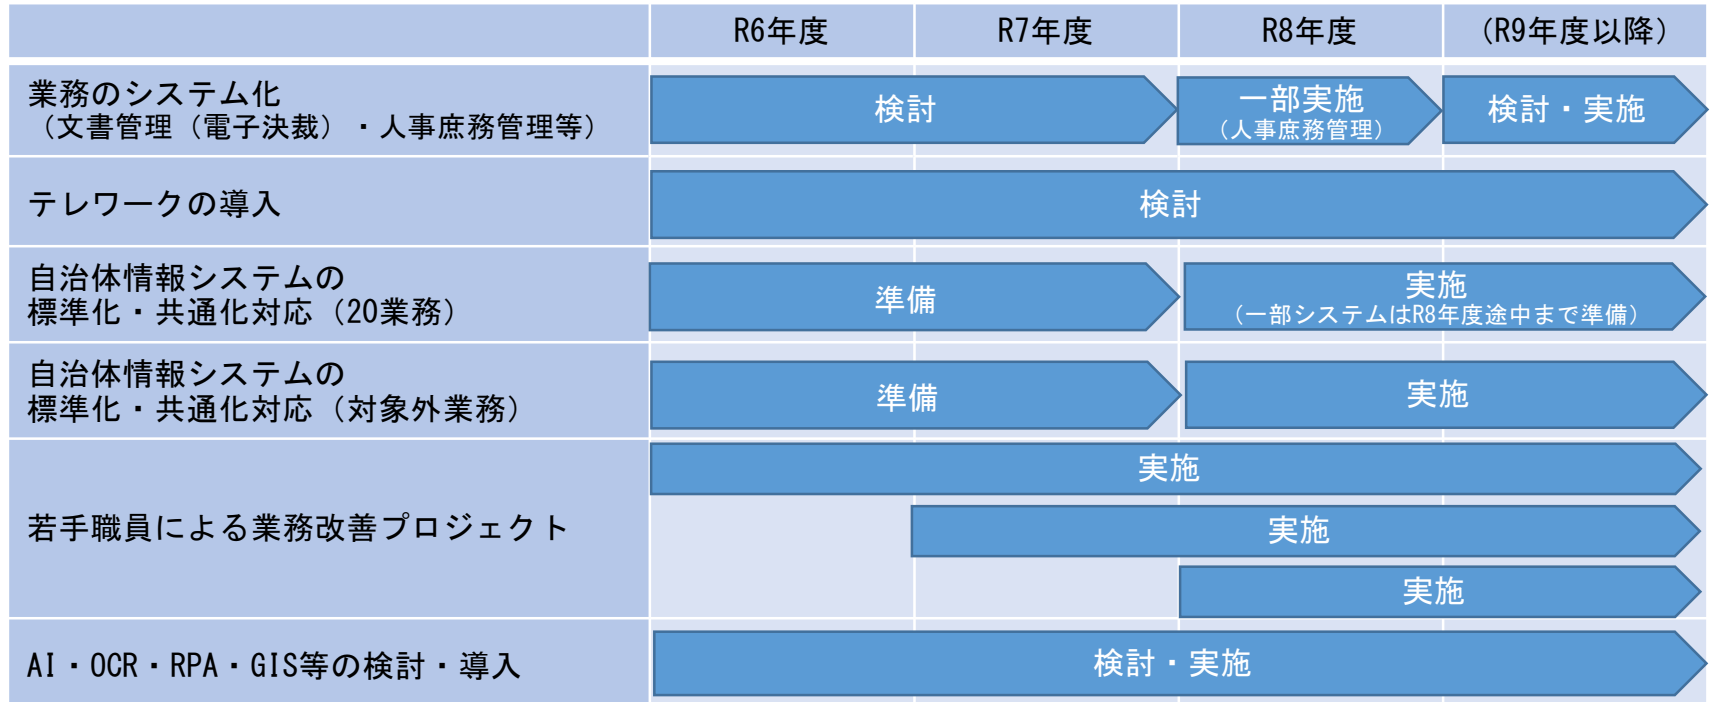 R6年度 R7年度 R8年度 (R9年度以降)
業務のシステム化
(文書管理(電子決裁)・人事庶務管理等)
検討
一部実施
(人事庶務管理)
検討・実施
テレワークの導入
検討
自治体情報システムの
標準化・共通化対応(20業務)
準備
実施
(一部システムはR8年度途中まで準備)
自治体情報システムの
標準化・共通化対応(対象外業務)
準備
実施
若手職員による業務改善プロジェクト
実施
実施
実施
AI・OCR・RPA・GIS等の検討・導入
検討・実施